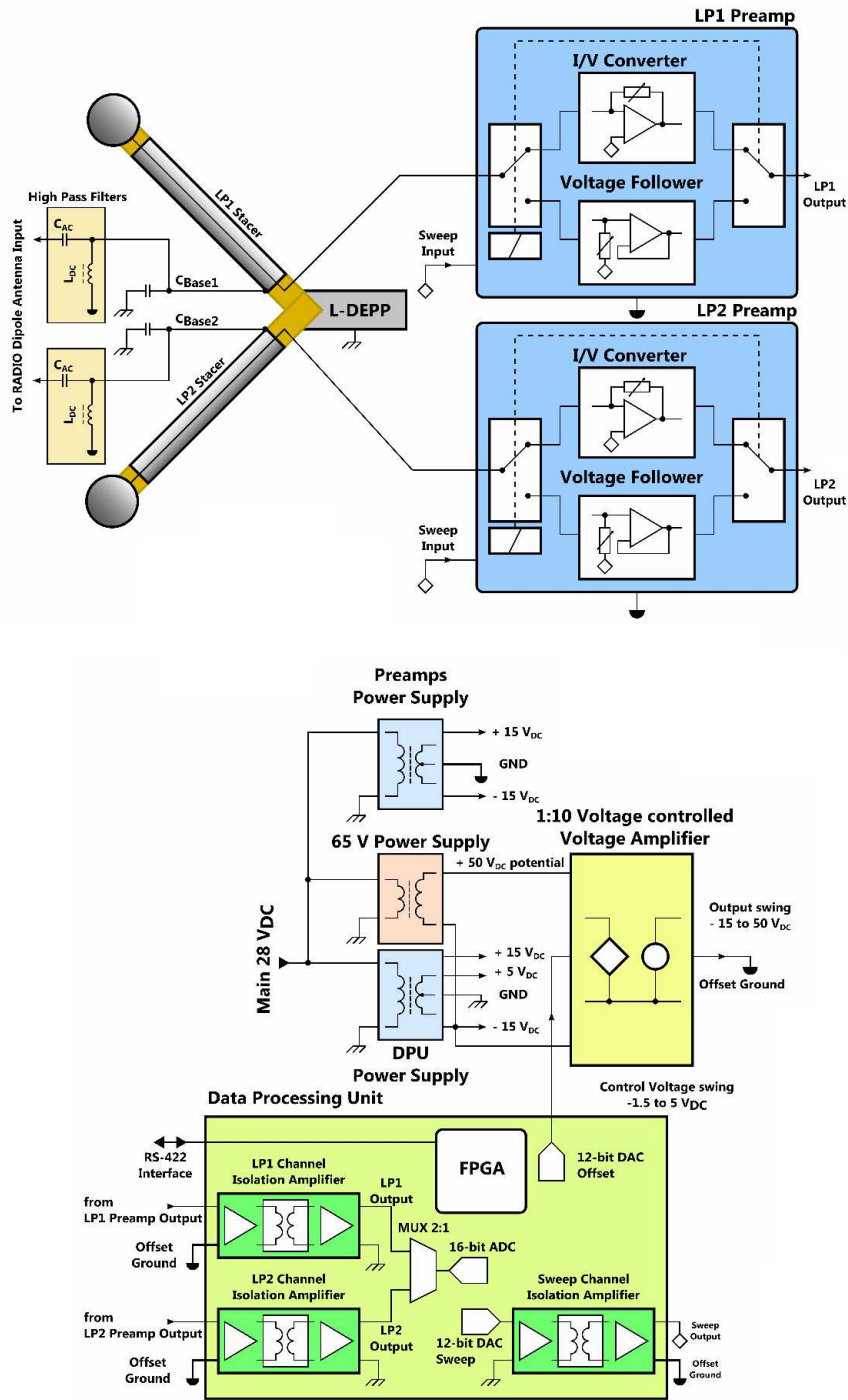 LP1 Preamp
I/V Converter
Voltage Follower
Sweep
Input
LP1
Output
High Pass Filters
CAC
LDC
CBase1
LP1 Stacer
L-DEPP
To RADIO Dipole Antenna Input
CBase2
CAC
LDC
LP2 Stacer
LP2 Preamp
I/V Converter
Voltage Follower
Sweep
Input
LP2
Output
Preamps
Power Supply
+ 15 VDC
GND
- 15 VDC
65 V Power Supply
+ 50 VDC potential
1:10 Voltage controlled
Voltage Amplifier
Output swing
- 15 to 50 VDC
Offset Ground
Main 28 VDC
+ 15 VDC
+ 5 VDC
GND
- 15 VDC
DPU
Power Supply
Control Voltage swing
-1.5 to 5 VDC
Data Processing Unit
RS-422
Interface
FPGA
12-bit DAC
Offset
LP1 Channel
Isolation Amplifier
LP1
Output
from
LP1 Preamp Output
Offset
Ground
MUX 2:1
16-bit ADC
LP2 Channel
Isolation Amplifier
from
LP2 Preamp Output
Offset
Ground
LP2
Output
12-bit DAC
Sweep
Sweep Channel
Isolation Amplifier
Sweep
Output
Offset
Ground